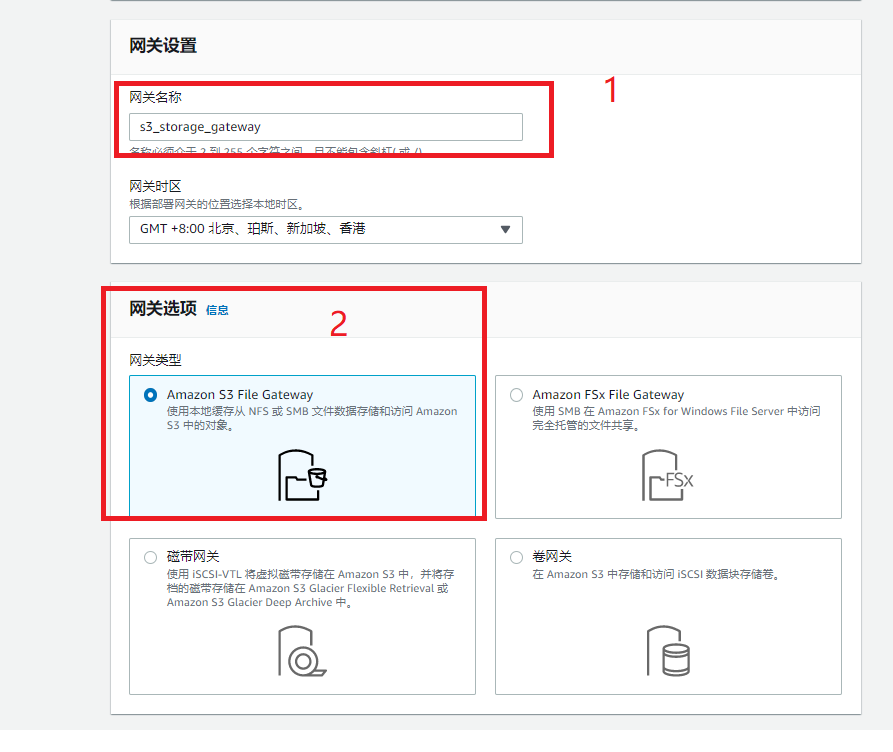 网关设置
1
网关名称
s3_storage_gateway
名称必须介于 2 到 255 个字符之间，且不能包含斜杠(
网关时区
根据部署网关的位置选择本地时区。
GMT +8:00 北京、珀斯、新加坡、香港
网关选项 信息
2
网关类型
Amazon S3 File Gateway
使用本地缓存从 NFS 或 SMB 文件数据存储和访问 Amazon
S3 中的对象。
Amazon FSx File Gateway
使用 SMB 在 Amazon FSx for Windows File Server 中访问
完全托管的文件共享。
FSx
磁带网关
使用 iSCSI-VTL 将虚拟磁带存储在 Amazon S3 中，并将存
档的磁带存储在 Amazon S3 Glacier Flexible Retrieval 或
Amazon S3 Glacier Deep Archive 中。
卷网关
在 Amazon S3 中存储和访问 iSCSI 数据块存储卷。